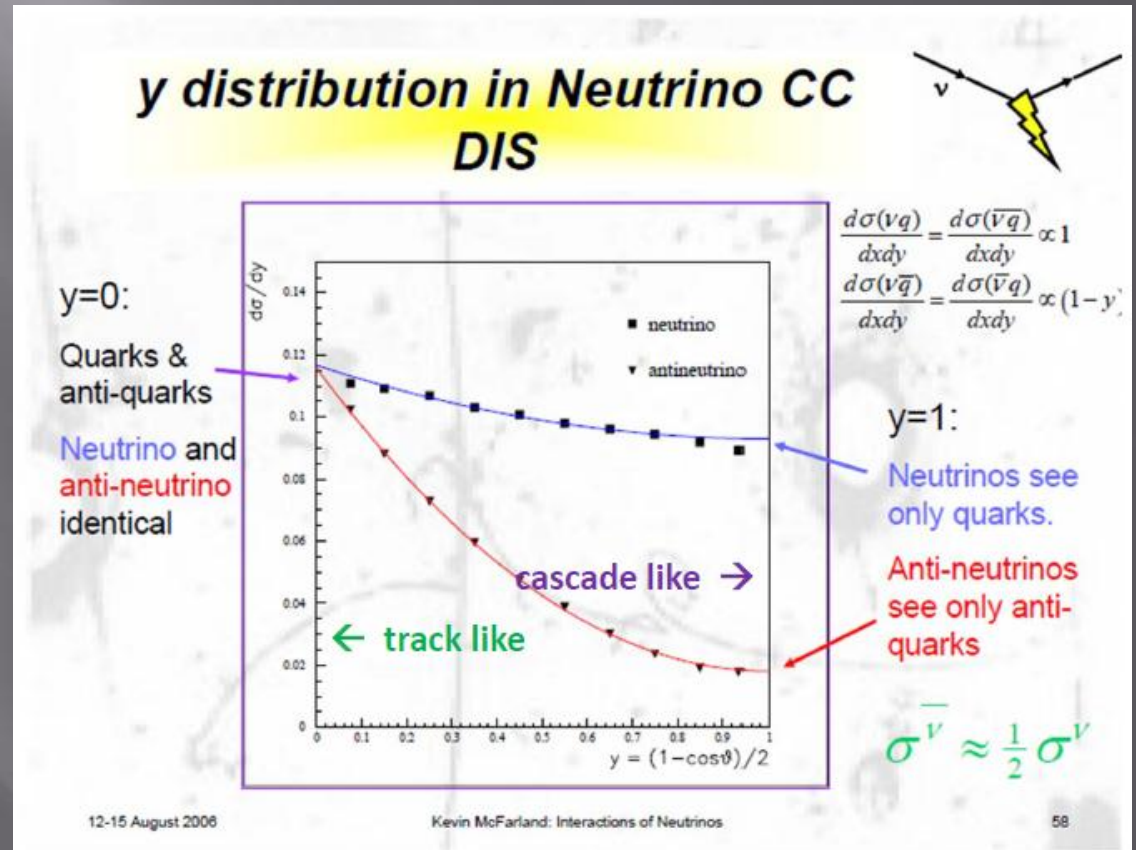 y distribution in Neutrino CC
DIS
ν
dσ(νq)/dxdy = dσ(ν̅q̅)/dxdy ∝ 1
dσ(νq̅)/dxdy = dσ(ν̅q)/dxdy ∝ (1 − y
y=0:
Quarks &
anti-quarks
Neutrino and
anti-neutrino
identical
dσ/dy
0.14
0.12
0.1
0.08
0.06
0.04
0.02
0
neutrino
antineutrino
cascade like →
← track like
0 0.1 0.2 0.3 0.4 0.5 0.6 0.7 0.8 0.9 1
y = (1−cosϑ)/2
y=1:
Neutrinos see
only quarks.
Anti-neutrinos
see only anti-
quarks
σ^ν̅ ≈ ½ σ^ν
12-15 August 2006
Kevin McFarland: Interactions of Neutrinos
58